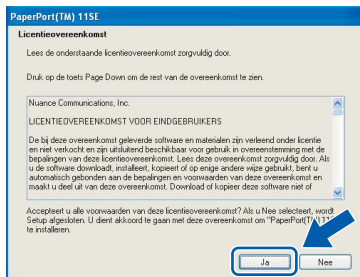 PaperPort(TM) 11SE
Licentieovereenkomst
Lees de onderstaande licentieovereenkomst zorgvuldig door.
Druk op de toets Page Down om de rest van de overeenkomst te zien.
Nuance Communications, Inc.
LICENTIEOVEREENKOMST VOOR EINDGEBRUIKERS
De bij deze overeenkomst geleverde software en materialen zijn verleend onder licentie
en niet verkocht en zijn uitsluitend beschikbaar voor gebruik in overeenstemming met de
bepalingen van deze licentieovereenkomst. Lees deze overeenkomst zorgvuldig door. Als
u de software downloadt, installeert, kopieert of op enige andere wijze gebruikt, bent u
automatisch gebonden aan de bepalingen en voorwaarden van deze overeenkomst en
maakt u deel uit van deze overeenkomst. Download of kopieer deze software niet of
Accepteert u alle voorwaarden van deze licentieovereenkomst? Als u Nee selecteert, wordt
Setup afgesloten. U dient akkoord te gaan met deze overeenkomst om "PaperPort(TM) 11
te installeren.
Ja
Nee